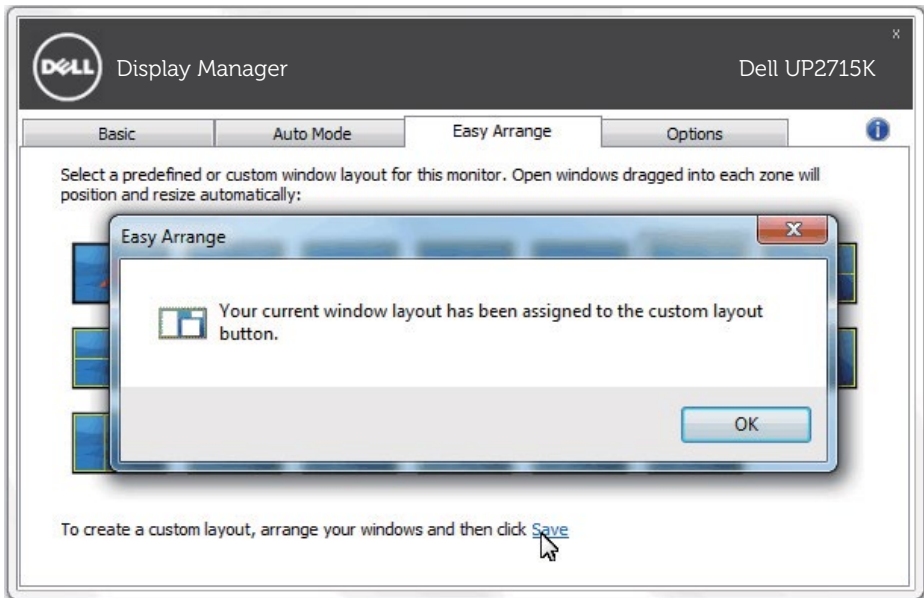 DELL Display Manager Dell UP2715K
x
Basic Auto Mode Easy Arrange Options i
Select a predefined or custom window layout for this monitor. Open windows dragged into each zone will
position and resize automatically:
Easy Arrange X
Your current window layout has been assigned to the custom layout
button.
OK
To create a custom layout, arrange your windows and then click Save